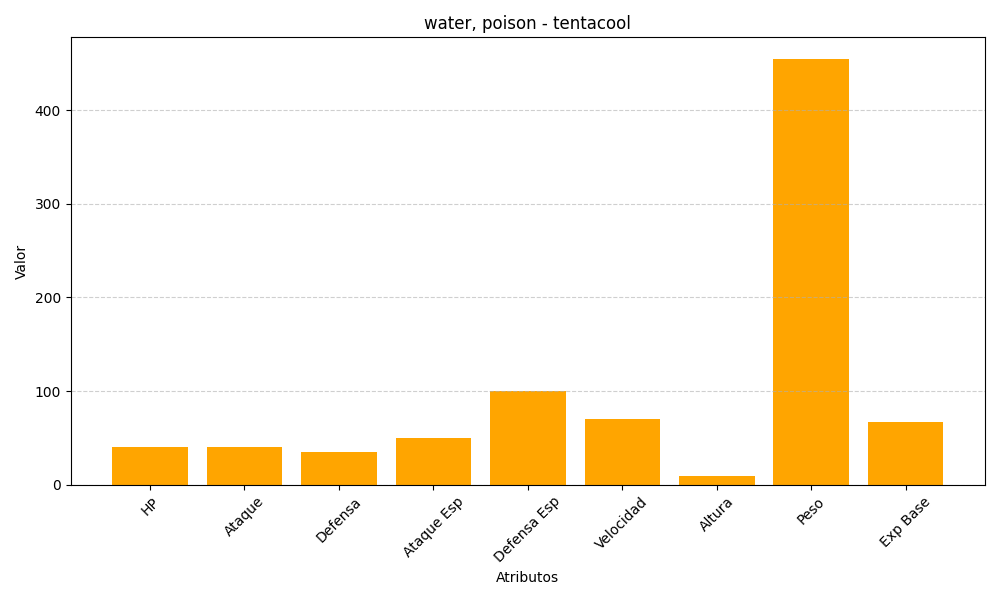 water, poison - tentacool
Valor
400
300
200
100
0
HP
Ataque
Defensa
Ataque Esp
Defensa Esp
Velocidad
Altura
Peso
Exp Base
Atributos